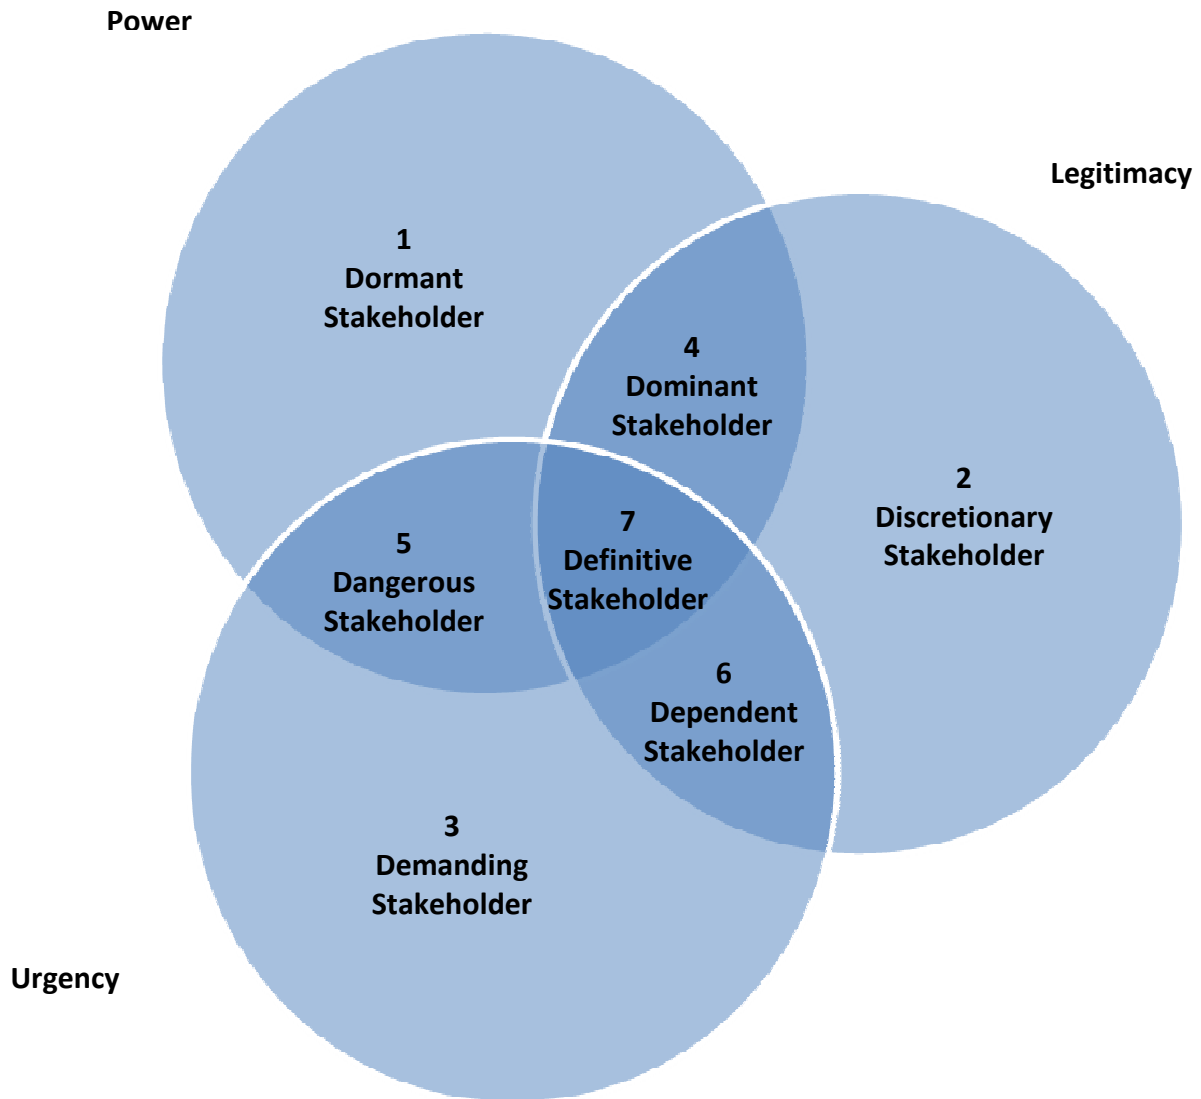 Power
Legitimacy
1
Dormant
Stakeholder
4
Dominant
Stakeholder
2
Discretionary
Stakeholder
5
Dangerous
Stakeholder
7
Definitive
Stakeholder
6
Dependent
Stakeholder
3
Demanding
Stakeholder
Urgency